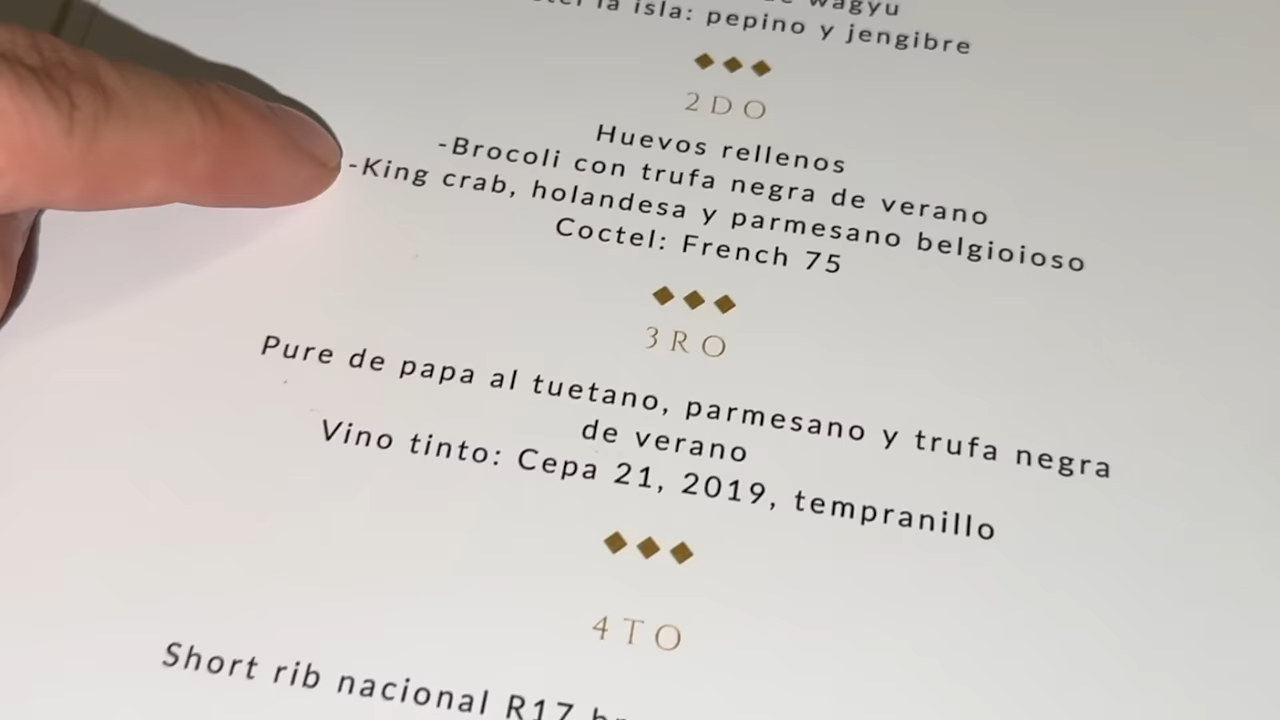 wagyu
la isla: pepino y jengibre
2DO
Huevos rellenos
-Brocoli con trufa negra de verano
-King crab, holandesa y parmesano belgioioso
Coctel: French 75
3RO
Pure de papa al tuetano, parmesano y trufa negra
de verano
Vino tinto: Cepa 21, 2019, tempranillo
4TO
Short rib nacional R17